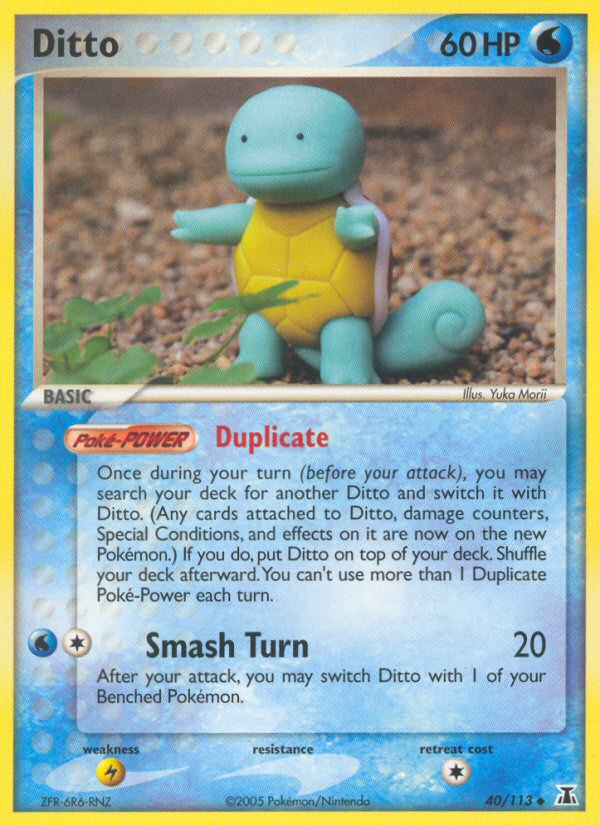 Ditto 60 HP
BASIC
Illus. Yuka Morii
Poké-POWER Duplicate
Once during your turn (before your attack), you may
search your deck for another Ditto and switch it with
Ditto. (Any cards attached to Ditto, damage counters,
Special Conditions, and effects on it are now on the new
Pokémon.) If you do, put Ditto on top of your deck. Shuffle
your deck afterward. You can't use more than 1 Duplicate
Poké-Power each turn.
Smash Turn 20
After your attack, you may switch Ditto with 1 of your
Benched Pokémon.
weakness resistance retreat cost
ZFR-6R6-RNZ ©2005 Pokémon/Nintendo 40/113